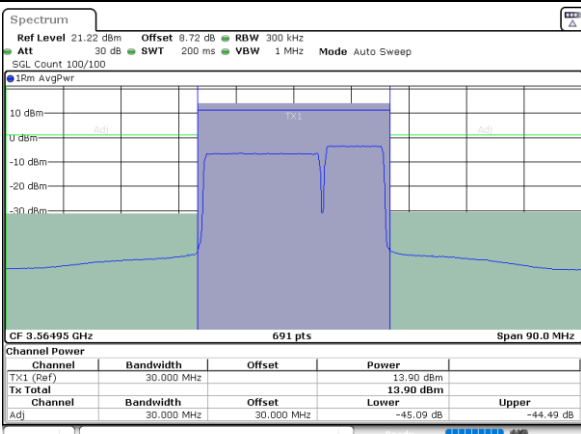 Spectrum
Ref Level 21.22 dBm Offset 8.72 dB RBW 300 kHz
Att 30 dB SWT 200 ms VBW 1 MHz Mode Auto Sweep
SGL Count 100/100
1Rm AvgPwr
10 dBm
TX1
Adj Adj
0 dBm
-10 dBm
-20 dBm
-30 dBm
CF 3.56495 GHz 691 pts Span 90.0 MHz
Channel Power
Channel Bandwidth Offset Power
TX1 (Ref) 30.000 MHz 13.90 dBm
Tx Total 13.90 dBm
Channel Bandwidth Offset Lower Upper
Adj 30.000 MHz 30.000 MHz -45.09 dB -44.49 dB